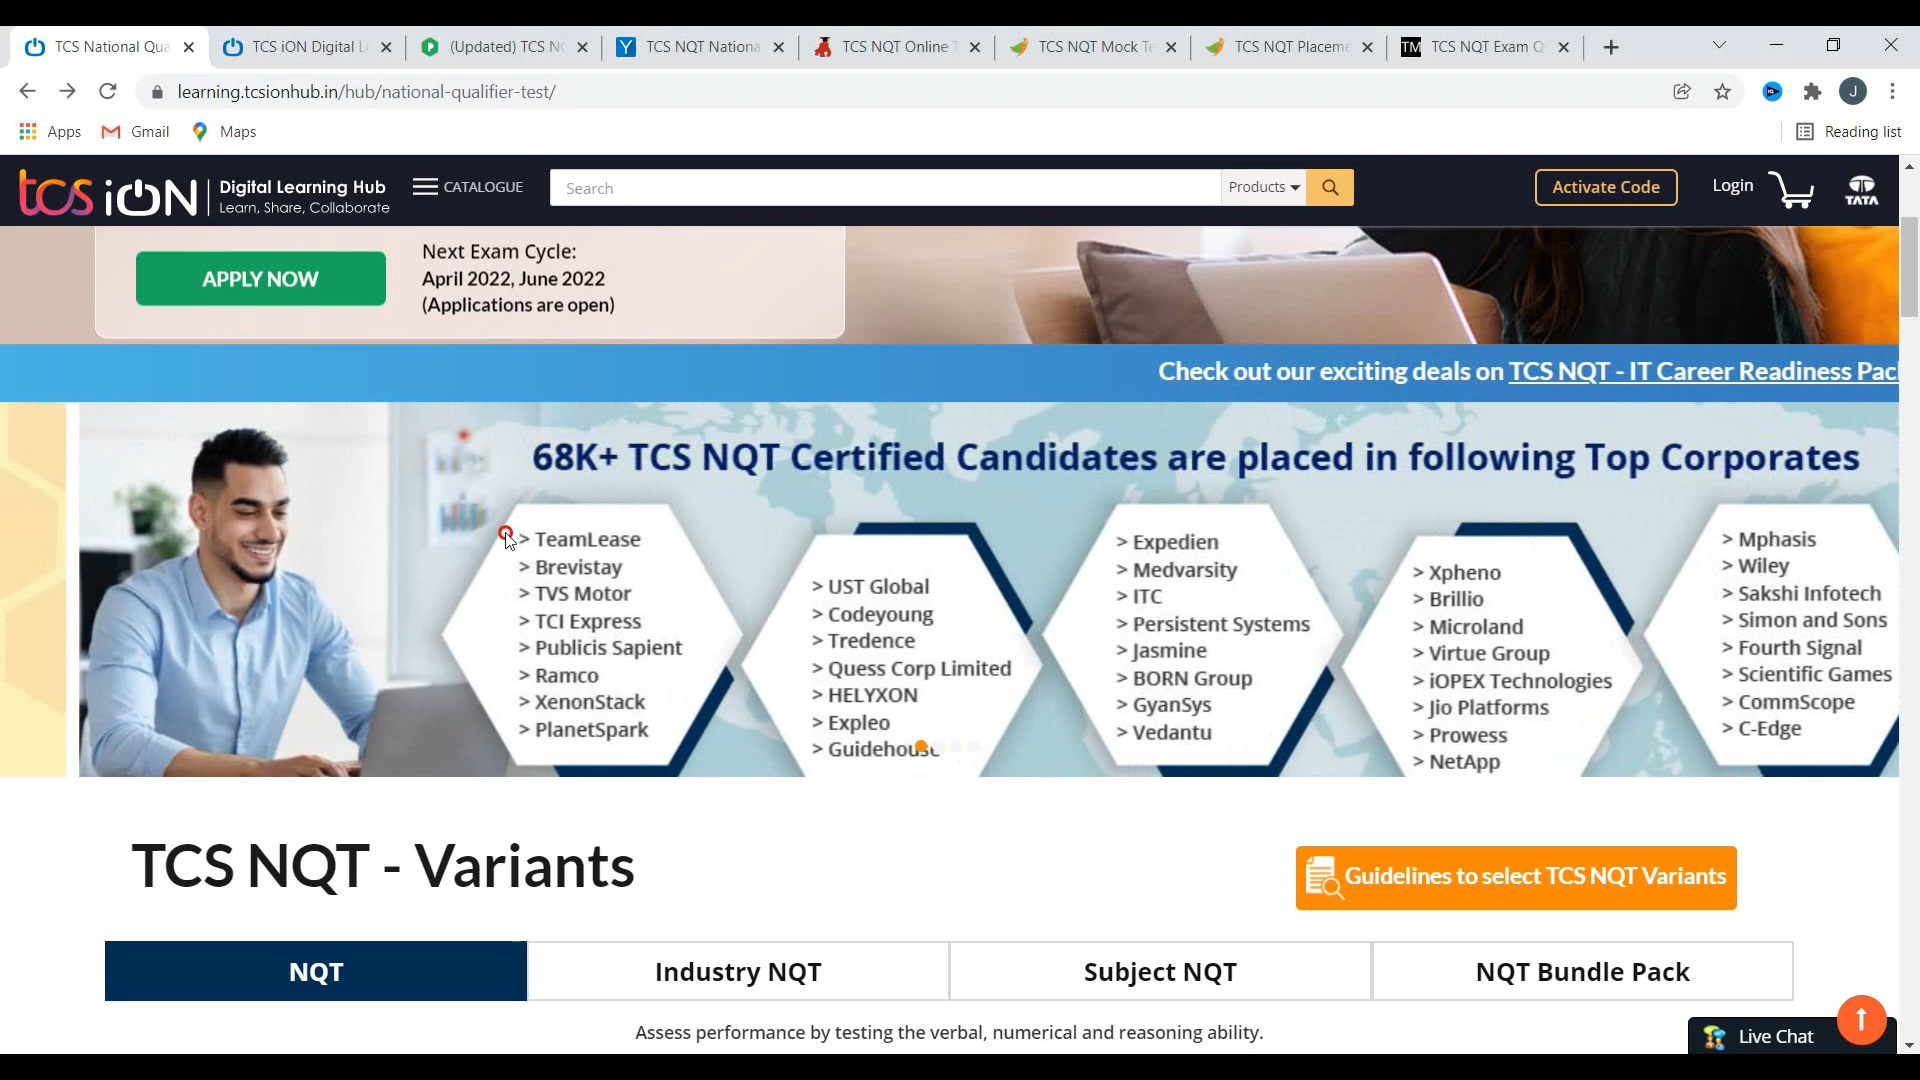 TCS National Qua
TCS iON Digital L
(Updated) TCS N
TCS NQT Nationa
TCS NQT Online T
TCS NQT Mock Te
TCS NQT Placeme
TM TCS NQT Exam Q
learning.tcsionhub.in/hub/national-qualifier-test/
J
Apps
Gmail
Maps
Reading list
tcs iON
Digital Learning Hub
Learn, Share, Collaborate
CATALOGUE
Search
Products
Activate Code
Login
TATA
APPLY NOW
Next Exam Cycle:
April 2022, June 2022
(Applications are open)
Check out our exciting deals on TCS NQT - IT Career Readiness Pac
68K+ TCS NQT Certified Candidates are placed in following Top Corporates
> TeamLease
> Brevistay
> TVS Motor
> TCI Express
> Publicis Sapient
> Ramco
> XenonStack
> PlanetSpark
> UST Global
> Codeyoung
> Tredence
> Quess Corp Limited
> HELYXON
> Expleo
> Guidehouse
> Expedien
> Medvarsity
> ITC
> Persistent Systems
> Jasmine
> BORN Group
> GyanSys
> Vedantu
> Xpheno
> Brillio
> Microland
> Virtue Group
> iOPEX Technologies
> Jio Platforms
> Prowess
> NetApp
> Mphasis
> Wiley
> Sakshi Infotech
> Simon and Sons
> Fourth Signal
> Scientific Games
> CommScope
> C-Edge
TCS NQT - Variants
Guidelines to select TCS NQT Variants
NQT
Industry NQT
Subject NQT
NQT Bundle Pack
Assess performance by testing the verbal, numerical and reasoning ability.
Live Chat